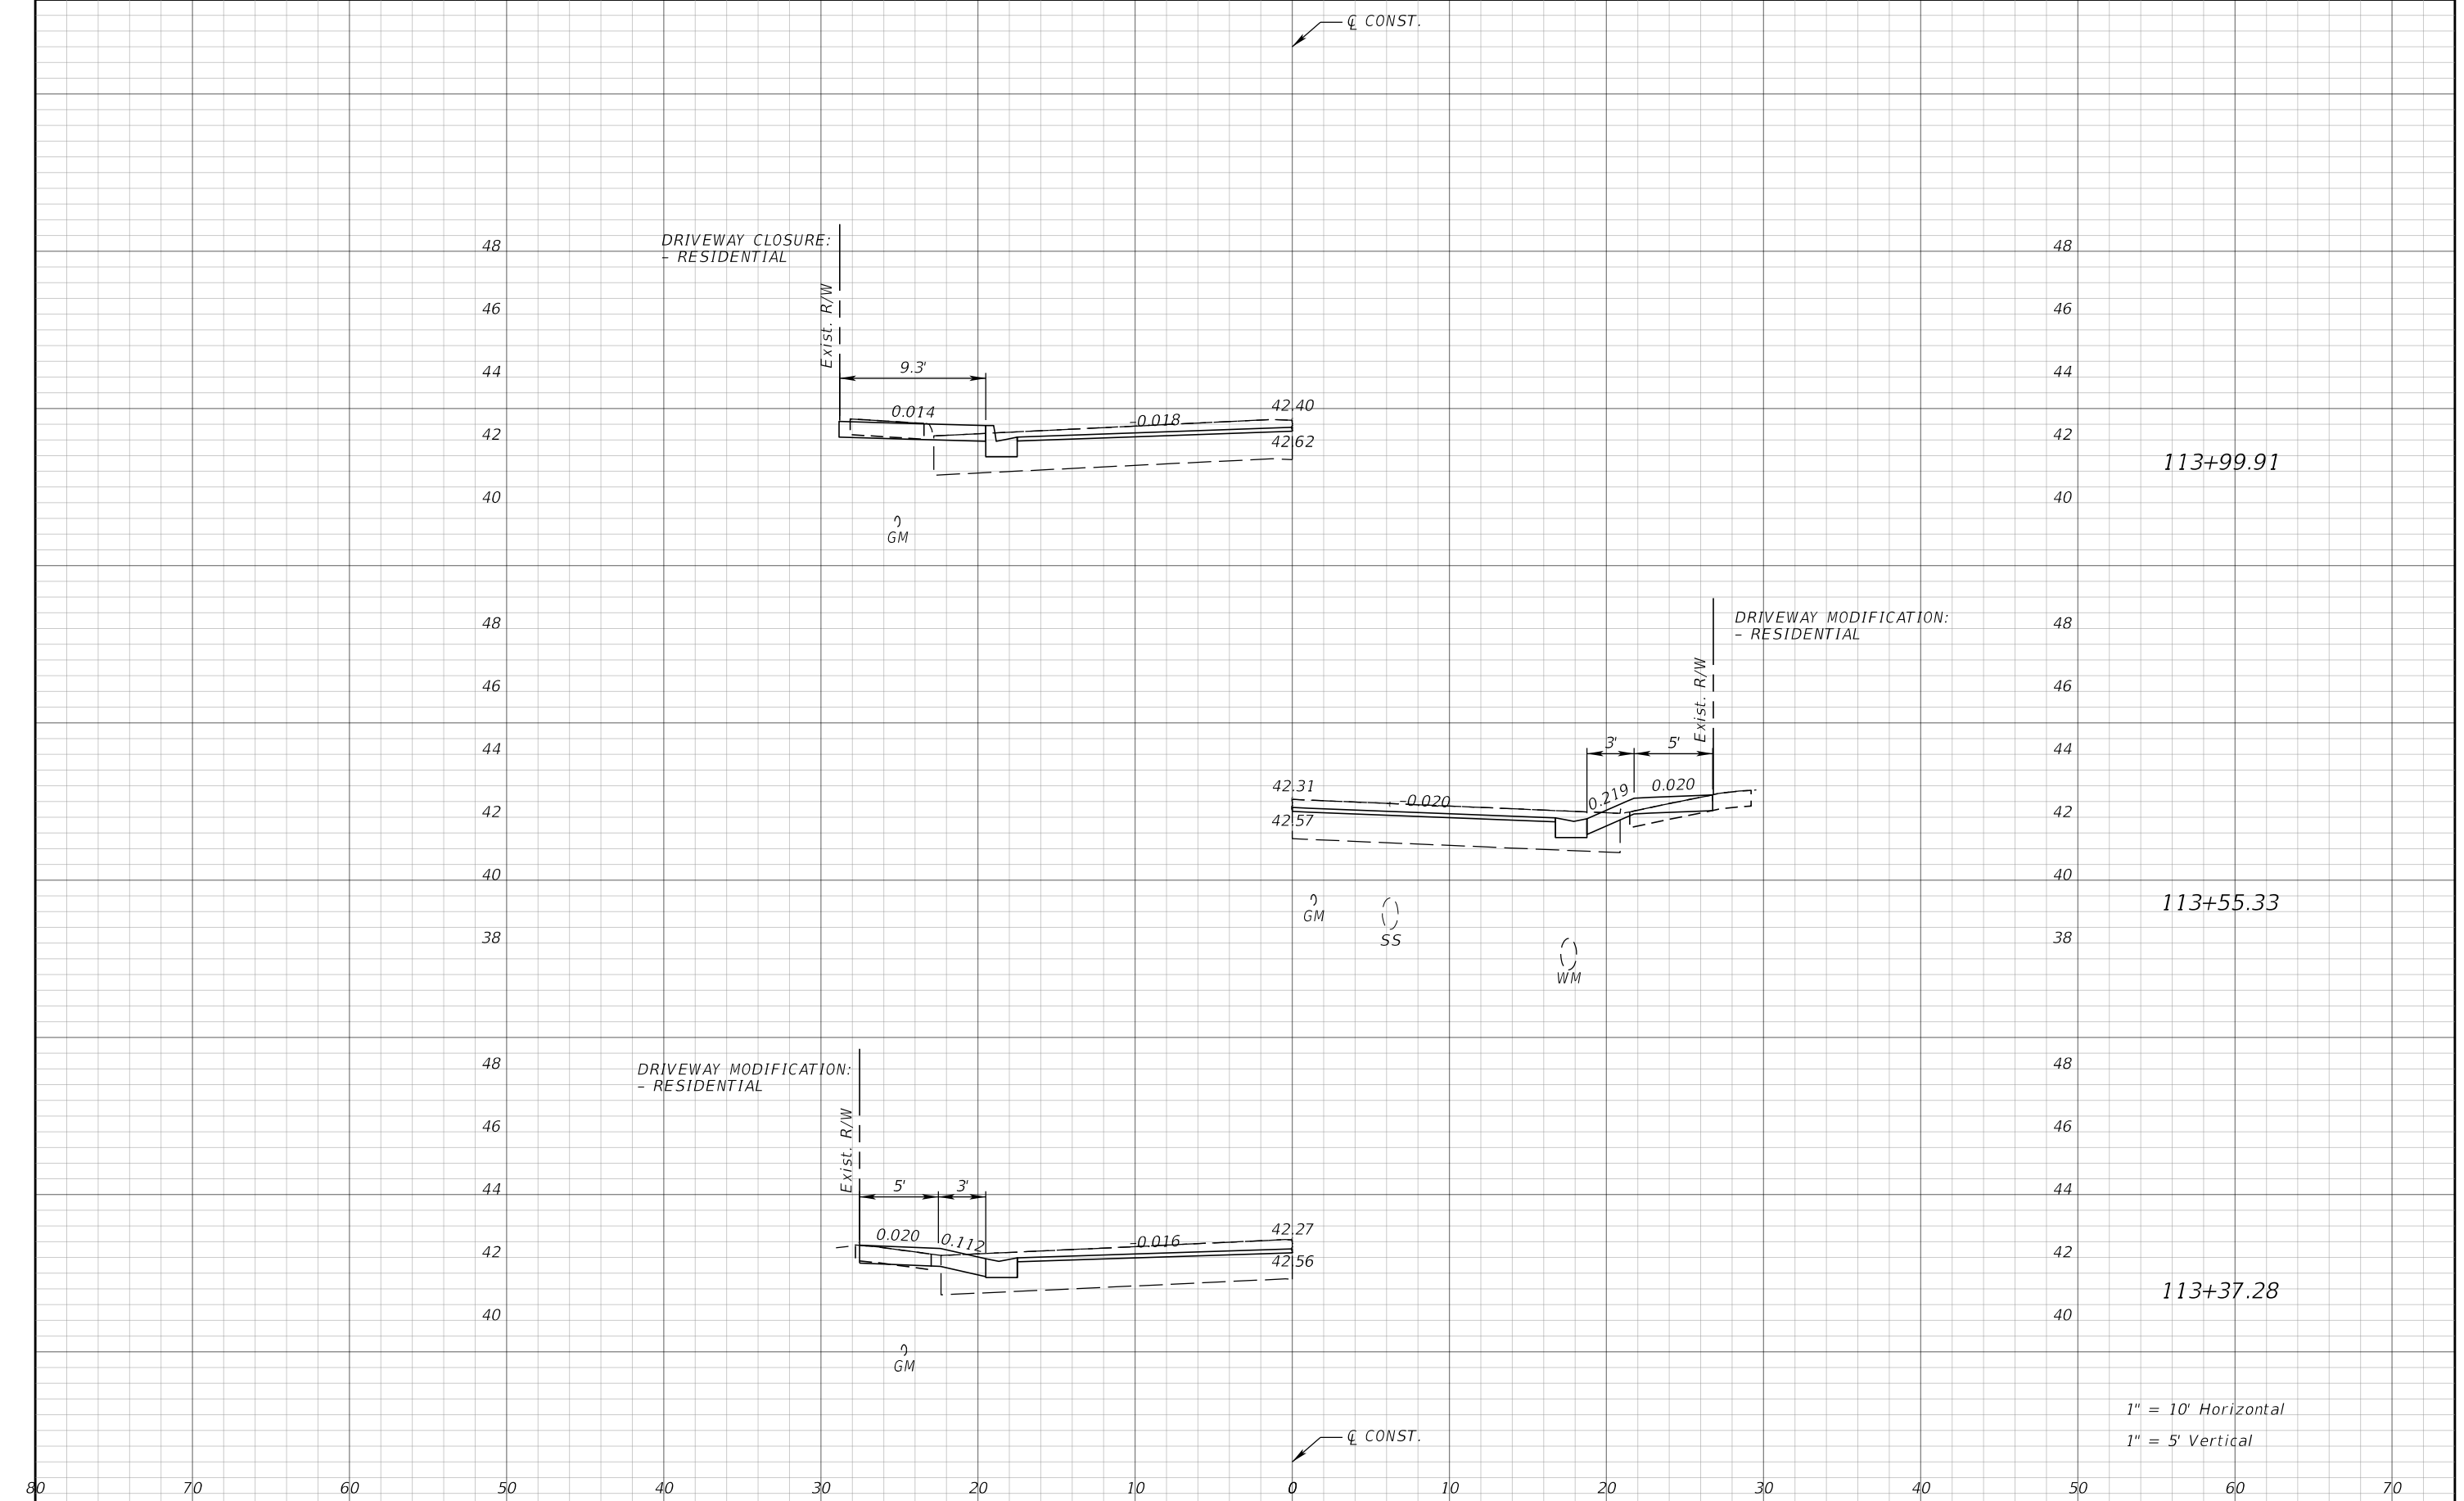 ℄ CONST.
DRIVEWAY CLOSURE:
- RESIDENTIAL
48
48
46
46
Exist. R/W
44
44
9.3'
0.014
-0.018
42.40
42
42
42.62
113+99.91
40
40
GM
DRIVEWAY MODIFICATION:
- RESIDENTIAL
48
48
46
46
Exist. R/W
44
44
3'
5'
42.31
-0.020
0.219
0.020
42
42
42.57
40
40
113+55.33
GM
SS
38
38
WM
DRIVEWAY MODIFICATION:
- RESIDENTIAL
48
48
46
46
Exist. R/W
44
44
5'
3'
0.020
0.112
-0.016
42.27
42
42
42.56
113+37.28
40
40
GM
1" = 10' Horizontal
1" = 5' Vertical
℄ CONST.
80 70 60 50 40 30 20 10 0 10 20 30 40 50 60 70